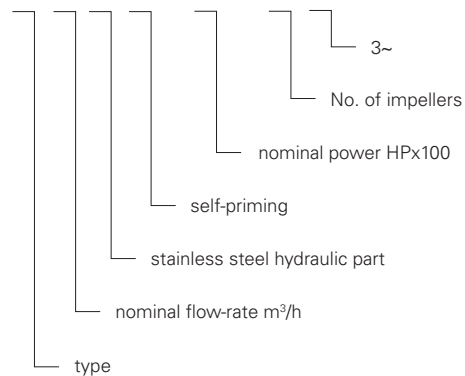 3~
No. of impellers
nominal power HPx100
self-priming
stainless steel hydraulic part
nominal flow-rate m³/h
type